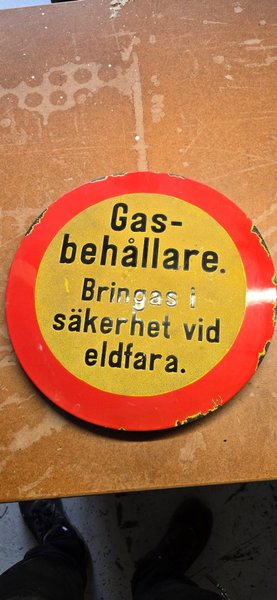 Gas-
behållare.
Bringas i
säkerhet vid
eldfara.